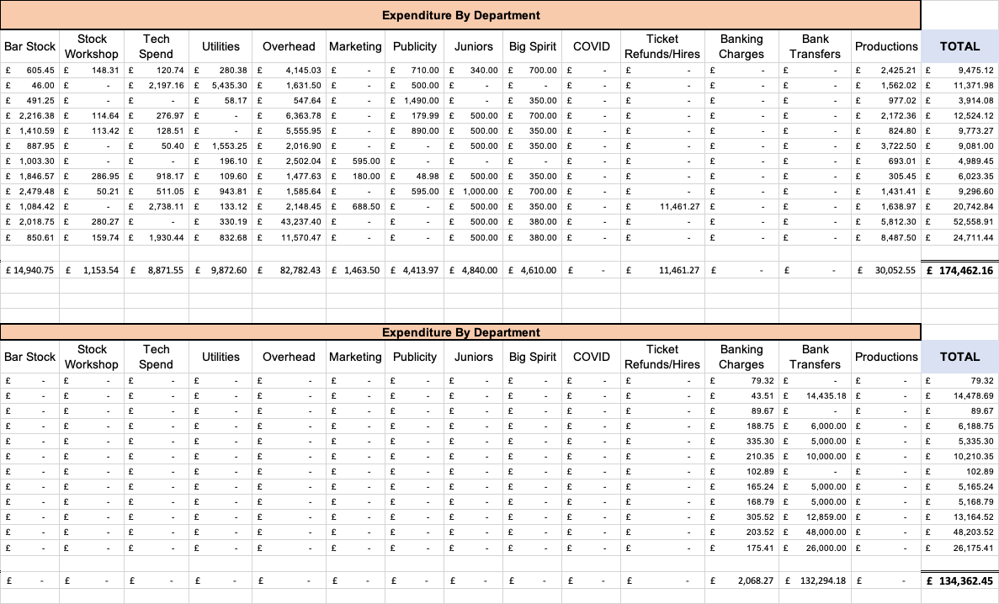 Expenditure By Department
Bar Stock Stock Workshop Tech Spend Utilities Overhead Marketing Publicity Juniors Big Spirit COVID Ticket Refunds/Hires Banking Charges Bank Transfers Productions TOTAL
£ 605.45 £ 148.31 £ 120.74 £ 280.38 £ 4,145.03 £ - £ 710.00 £ 340.00 £ 700.00 £ - £ - £ - £ - £ 2,425.21 £ 9,475.12
£ 46.00 £ - £ 2,197.16 £ 5,435.30 £ 1,631.50 £ - £ 500.00 £ - £ - £ - £ - £ - £ - £ 1,562.02 £ 11,371.98
£ 491.25 £ - £ - £ 58.17 £ 547.64 £ - £ 1,490.00 £ - £ 350.00 £ - £ - £ - £ - £ 977.02 £ 3,914.08
£ 2,216.38 £ 114.64 £ 276.97 £ - £ 6,363.78 £ - £ 179.99 £ 500.00 £ 700.00 £ - £ - £ - £ - £ 2,172.36 £ 12,524.12
£ 1,410.59 £ 113.42 £ 128.51 £ - £ 5,555.95 £ - £ 890.00 £ 500.00 £ 350.00 £ - £ - £ - £ - £ 824.80 £ 9,773.27
£ 887.95 £ - £ 50.40 £ 1,553.25 £ 2,016.90 £ - £ - £ 500.00 £ 350.00 £ - £ - £ - £ - £ 3,722.50 £ 9,081.00
£ 1,003.30 £ - £ - £ 196.10 £ 2,502.04 £ 595.00 £ - £ - £ - £ - £ - £ - £ - £ 693.01 £ 4,989.45
£ 1,846.57 £ 286.95 £ 918.17 £ 109.60 £ 1,477.63 £ 180.00 £ 48.98 £ 500.00 £ 350.00 £ - £ - £ - £ - £ 305.45 £ 6,023.35
£ 2,479.48 £ 50.21 £ 511.05 £ 943.81 £ 1,585.64 £ - £ 595.00 £ 1,000.00 £ 700.00 £ - £ - £ - £ - £ 1,431.41 £ 9,296.60
£ 1,084.42 £ - £ 2,738.11 £ 133.12 £ 2,148.45 £ 688.50 £ - £ 500.00 £ 350.00 £ - £ 11,461.27 £ - £ - £ 1,638.97 £ 20,742.84
£ 2,018.75 £ 280.27 £ - £ 330.19 £ 43,237.40 £ - £ - £ 500.00 £ 380.00 £ - £ - £ - £ - £ 5,812.30 £ 52,558.91
£ 850.61 £ 159.74 £ 1,930.44 £ 832.68 £ 11,570.47 £ - £ - £ 500.00 £ 380.00 £ - £ - £ - £ - £ 8,487.50 £ 24,711.44
£ 14,940.75 £ 1,153.54 £ 8,871.55 £ 9,872.60 £ 82,782.43 £ 1,463.50 £ 4,413.97 £ 4,840.00 £ 4,610.00 £ - £ 11,461.27 £ - £ - £ 30,052.55 £ 174,462.16
Expenditure By Department
Bar Stock Stock Workshop Tech Spend Utilities Overhead Marketing Publicity Juniors Big Spirit COVID Ticket Refunds/Hires Banking Charges Bank Transfers Productions TOTAL
£ - £ - £ - £ - £ - £ - £ - £ - £ - £ - £ - £ 79.32 £ - £ - £ 79.32
£ - £ - £ - £ - £ - £ - £ - £ - £ - £ - £ - £ 43.51 £ 14,435.18 £ - £ 14,478.69
£ - £ - £ - £ - £ - £ - £ - £ - £ - £ - £ - £ 89.67 £ - £ - £ 89.67
£ - £ - £ - £ - £ - £ - £ - £ - £ - £ - £ - £ 188.75 £ 6,000.00 £ - £ 6,188.75
£ - £ - £ - £ - £ - £ - £ - £ - £ - £ - £ - £ 335.30 £ 5,000.00 £ - £ 5,335.30
£ - £ - £ - £ - £ - £ - £ - £ - £ - £ - £ - £ 210.35 £ 10,000.00 £ - £ 10,210.35
£ - £ - £ - £ - £ - £ - £ - £ - £ - £ - £ - £ 102.89 £ - £ - £ 102.89
£ - £ - £ - £ - £ - £ - £ - £ - £ - £ - £ - £ 165.24 £ 5,000.00 £ - £ 5,165.24
£ - £ - £ - £ - £ - £ - £ - £ - £ - £ - £ - £ 168.79 £ 5,000.00 £ - £ 5,168.79
£ - £ - £ - £ - £ - £ - £ - £ - £ - £ - £ - £ 305.52 £ 12,859.00 £ - £ 13,164.52
£ - £ - £ - £ - £ - £ - £ - £ - £ - £ - £ - £ 203.52 £ 48,000.00 £ - £ 48,203.52
£ - £ - £ - £ - £ - £ - £ - £ - £ - £ - £ - £ 175.41 £ 26,000.00 £ - £ 26,175.41
£ - £ - £ - £ - £ - £ - £ - £ - £ - £ - £ - £ 2,068.27 £ 132,294.18 £ - £ 134,362.45